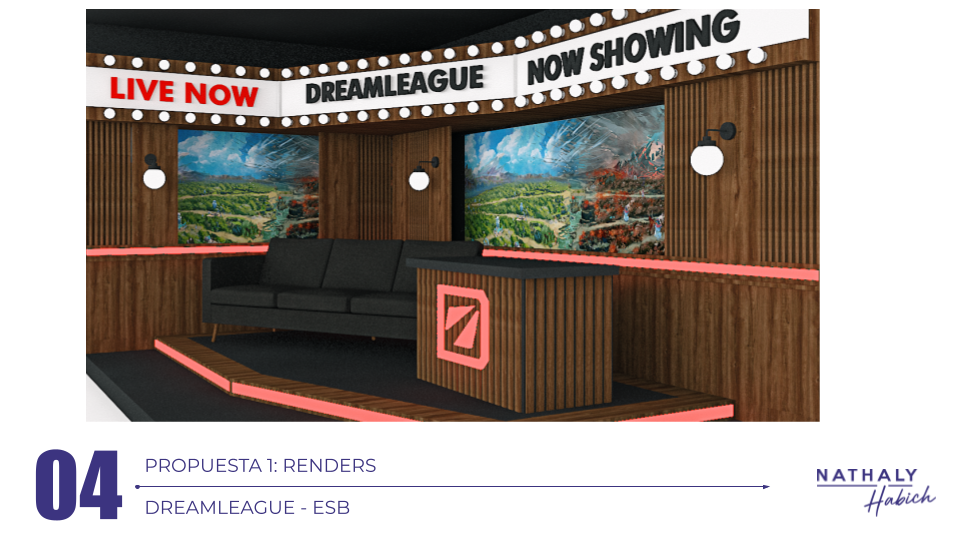 LIVE NOW
DREAMLEAGUE
NOW SHOWING
04
PROPUESTA 1: RENDERS
DREAMLEAGUE - ESB
NATHALY
Habich